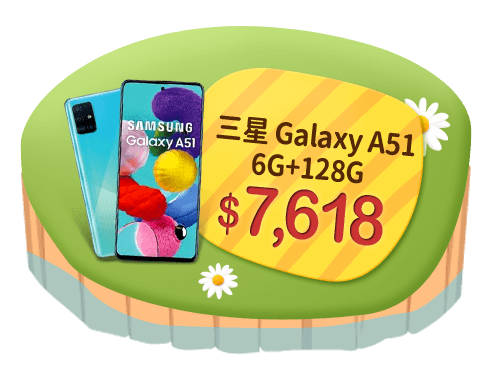 SAMSUNG
Galaxy A51
三星 Galaxy A51
6G+128G
$7,618